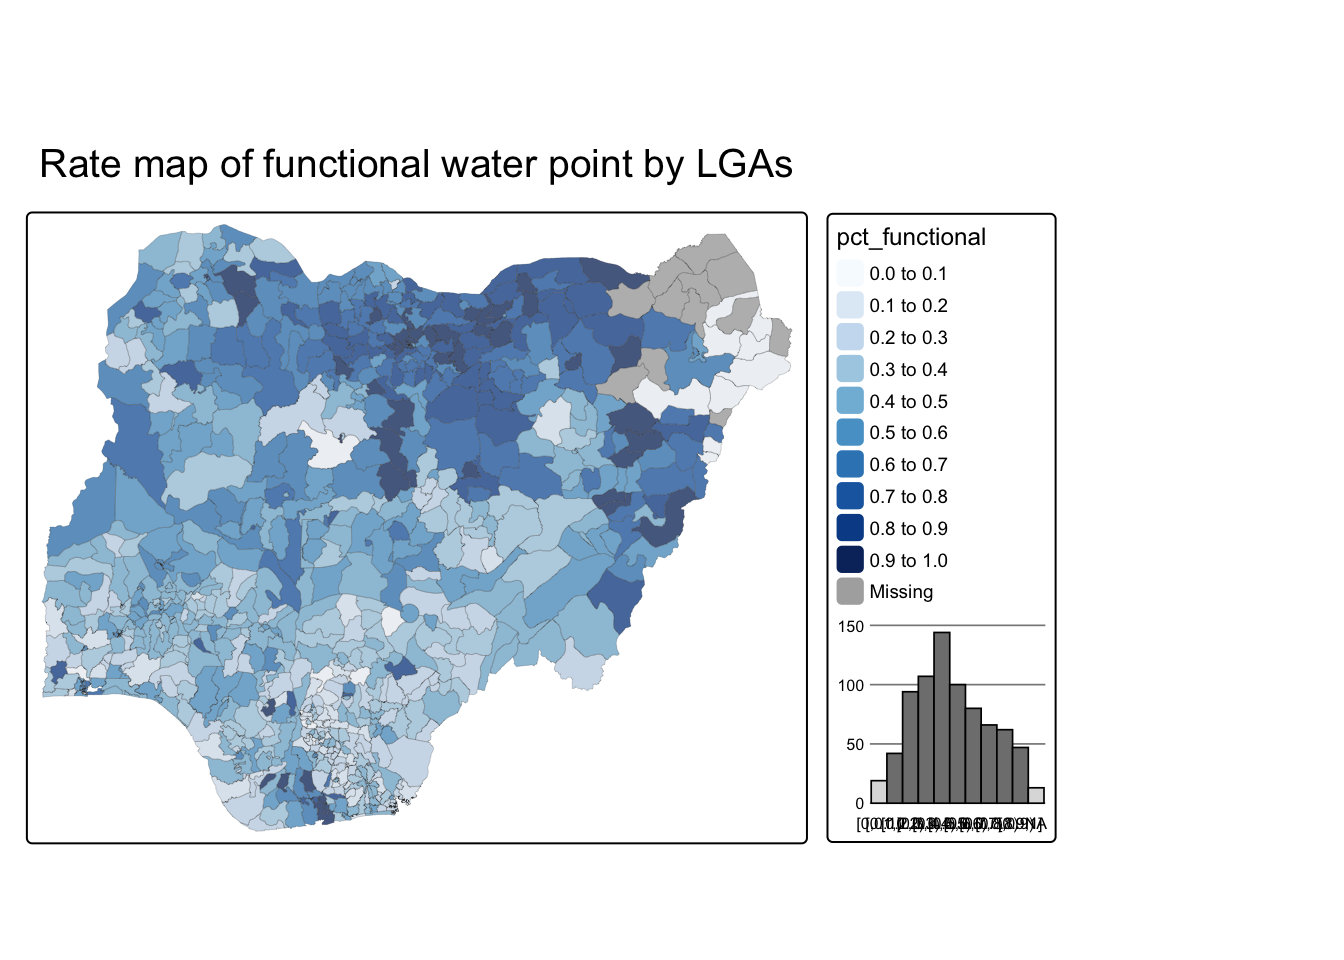 Rate map of functional water point by LGAs
pct_functional
0.0 to 0.1
0.1 to 0.2
0.2 to 0.3
0.3 to 0.4
0.4 to 0.5
0.5 to 0.6
0.6 to 0.7
0.7 to 0.8
0.8 to 0.9
0.9 to 1.0
Missing
150
100
50
0
NA